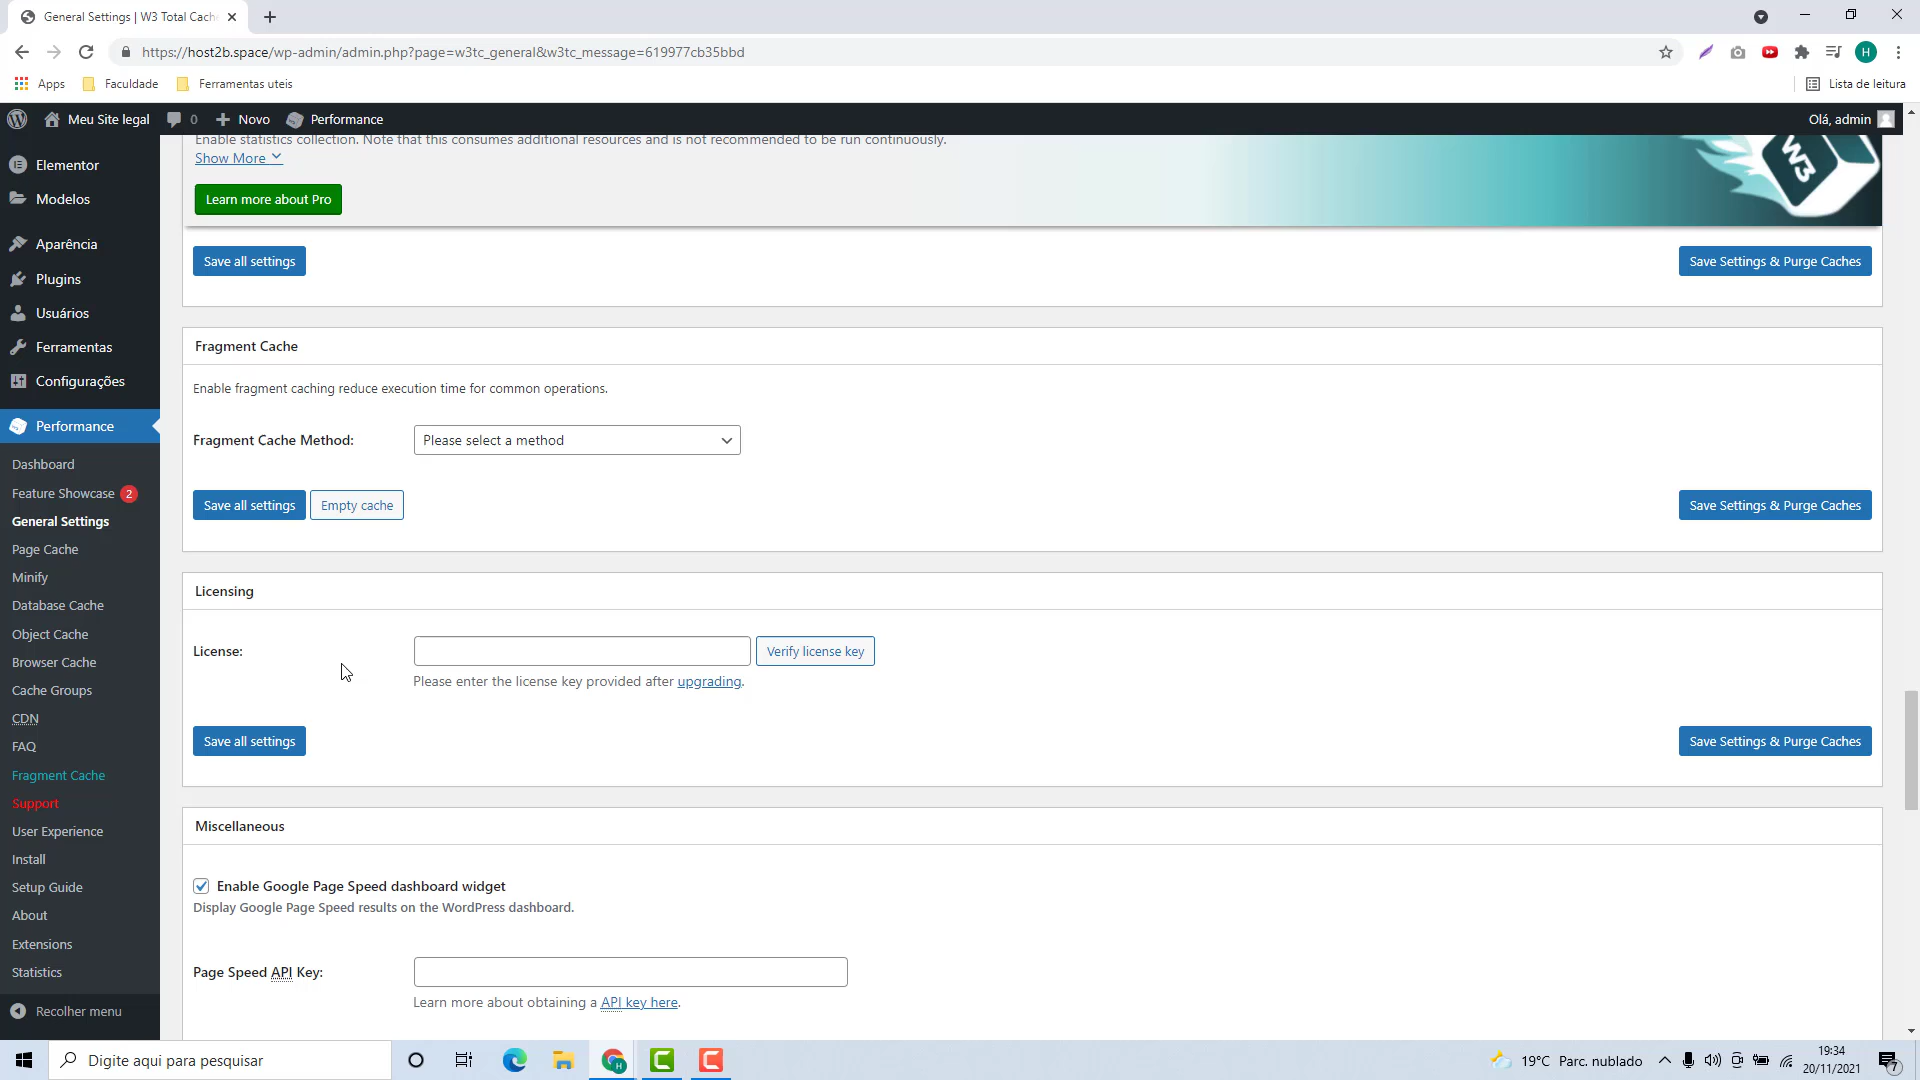 General Settings | W3 Total Cach
https://host2b.space/wp-admin/admin.php?page=w3tc_general&w3tc_message=619977cb35bbd
H
Apps
Faculdade
Ferramentas uteis
Lista de leitura
Meu Site legal
0
Novo
Performance
Olá, admin
Elementor
Modelos
Aparência
Plugins
Usuários
Ferramentas
Configurações
Performance
Dashboard
Feature Showcase 2
General Settings
Page Cache
Minify
Database Cache
Object Cache
Browser Cache
Cache Groups
CDN
FAQ
Fragment Cache
Support
User Experience
Install
Setup Guide
About
Extensions
Statistics
Recolher menu
Enable statistics collection. Note that this consumes additional resources and is not recommended to be run continuously.
Show More
Learn more about Pro
W3
Save all settings
Save Settings & Purge Caches
Fragment Cache
Enable fragment caching reduce execution time for common operations.
Fragment Cache Method:
Please select a method
Save all settings
Empty cache
Save Settings & Purge Caches
Licensing
License:
Verify license key
Please enter the license key provided after upgrading.
Save all settings
Save Settings & Purge Caches
Miscellaneous
Enable Google Page Speed dashboard widget
Display Google Page Speed results on the WordPress dashboard.
Page Speed API Key:
Learn more about obtaining a API key here.
Digite aqui para pesquisar
19°C Parc. nublado
19:34
20/11/2021
7